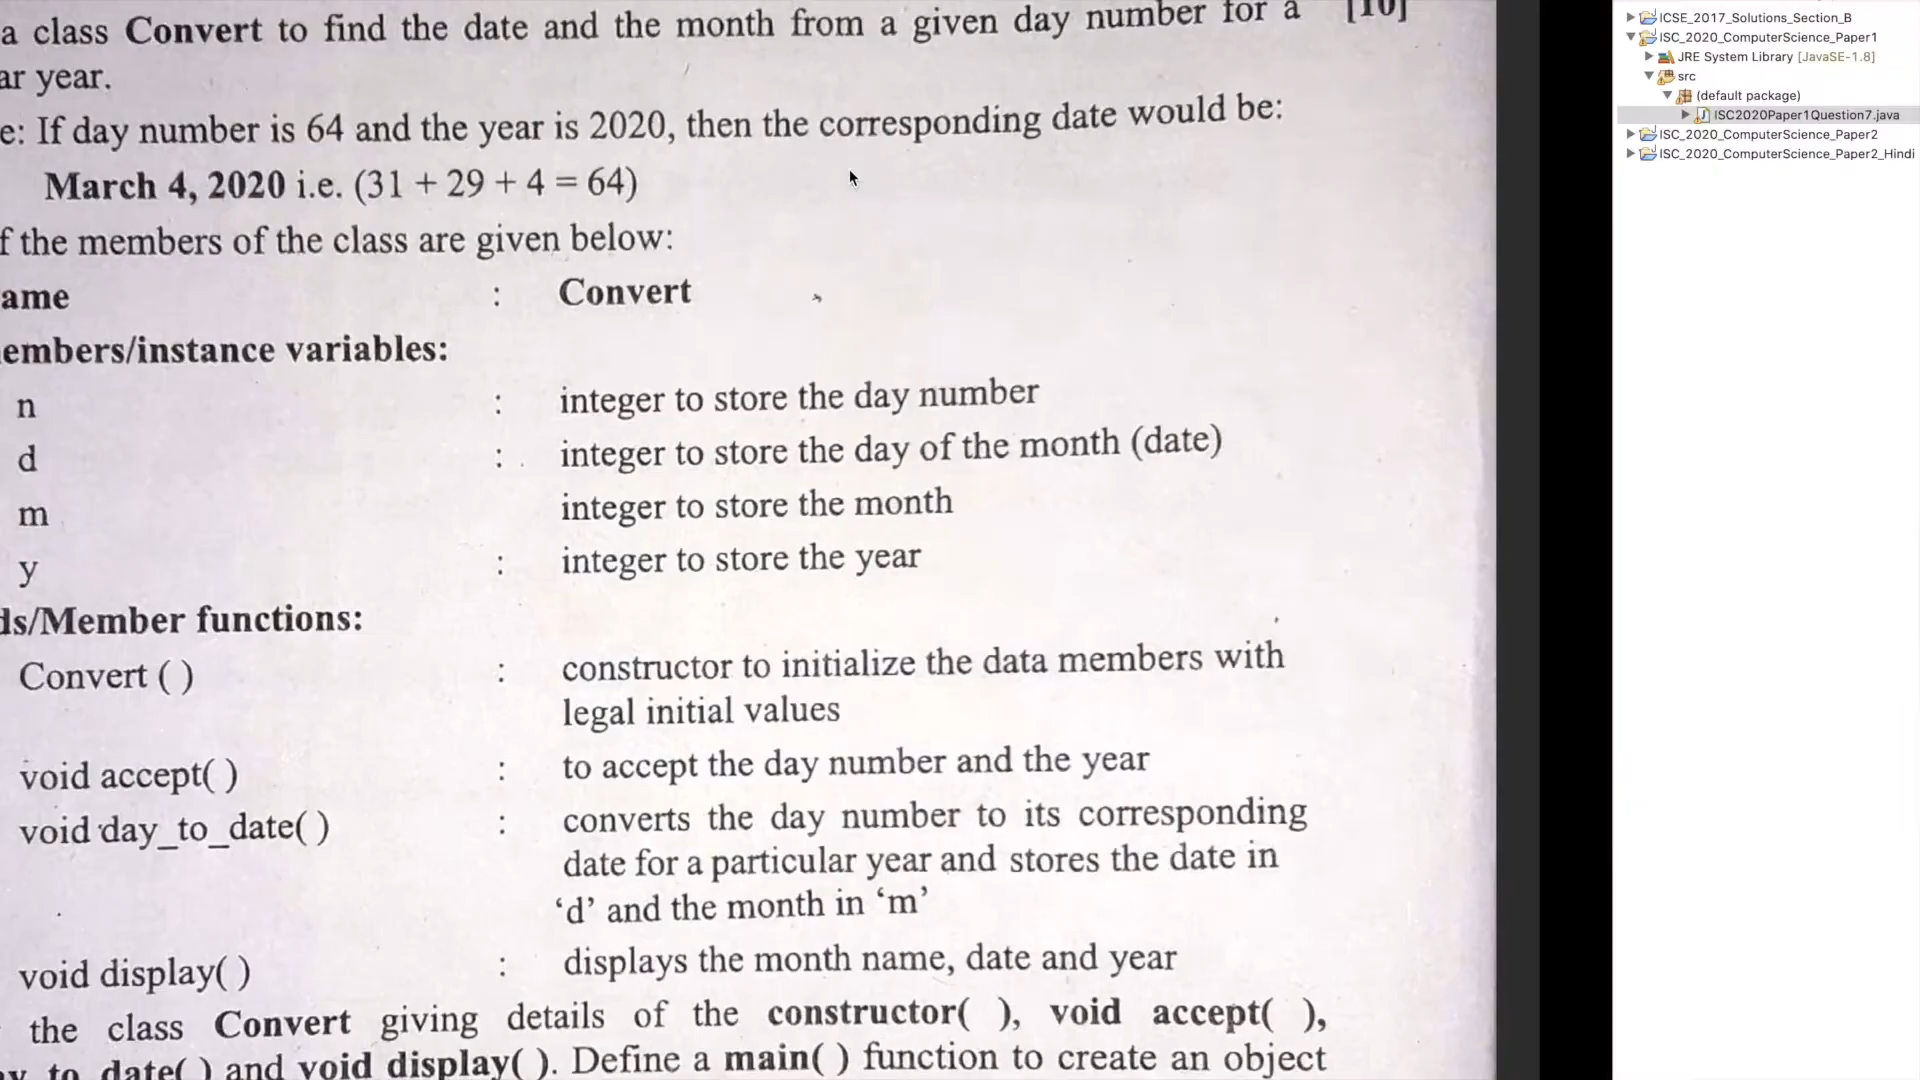 a class Convert to find the date and the month from a given day number for a [10]
ar year.
e: If day number is 64 and the year is 2020, then the corresponding date would be:
March 4, 2020 i.e. (31 + 29 + 4 = 64)
f the members of the class are given below:
ame : Convert
embers/instance variables:
n : integer to store the day number
d : integer to store the day of the month (date)
m integer to store the month
y : integer to store the year
ds/Member functions:
Convert ( ) : constructor to initialize the data members with
legal initial values
void accept( ) : to accept the day number and the year
void day_to_date( ) : converts the day number to its corresponding
date for a particular year and stores the date in
‘d’ and the month in ‘m’
void display( ) : displays the month name, date and year
the class Convert giving details of the constructor( ), void accept( ),
y_to_date( ) and void display( ). Define a main( ) function to create an object
ICSE_2017_Solutions_Section_B
ISC_2020_ComputerScience_Paper1
JRE System Library [JavaSE-1.8]
src
(default package)
ISC2020Paper1Question7.java
ISC_2020_ComputerScience_Paper2
ISC_2020_ComputerScience_Paper2_Hindi